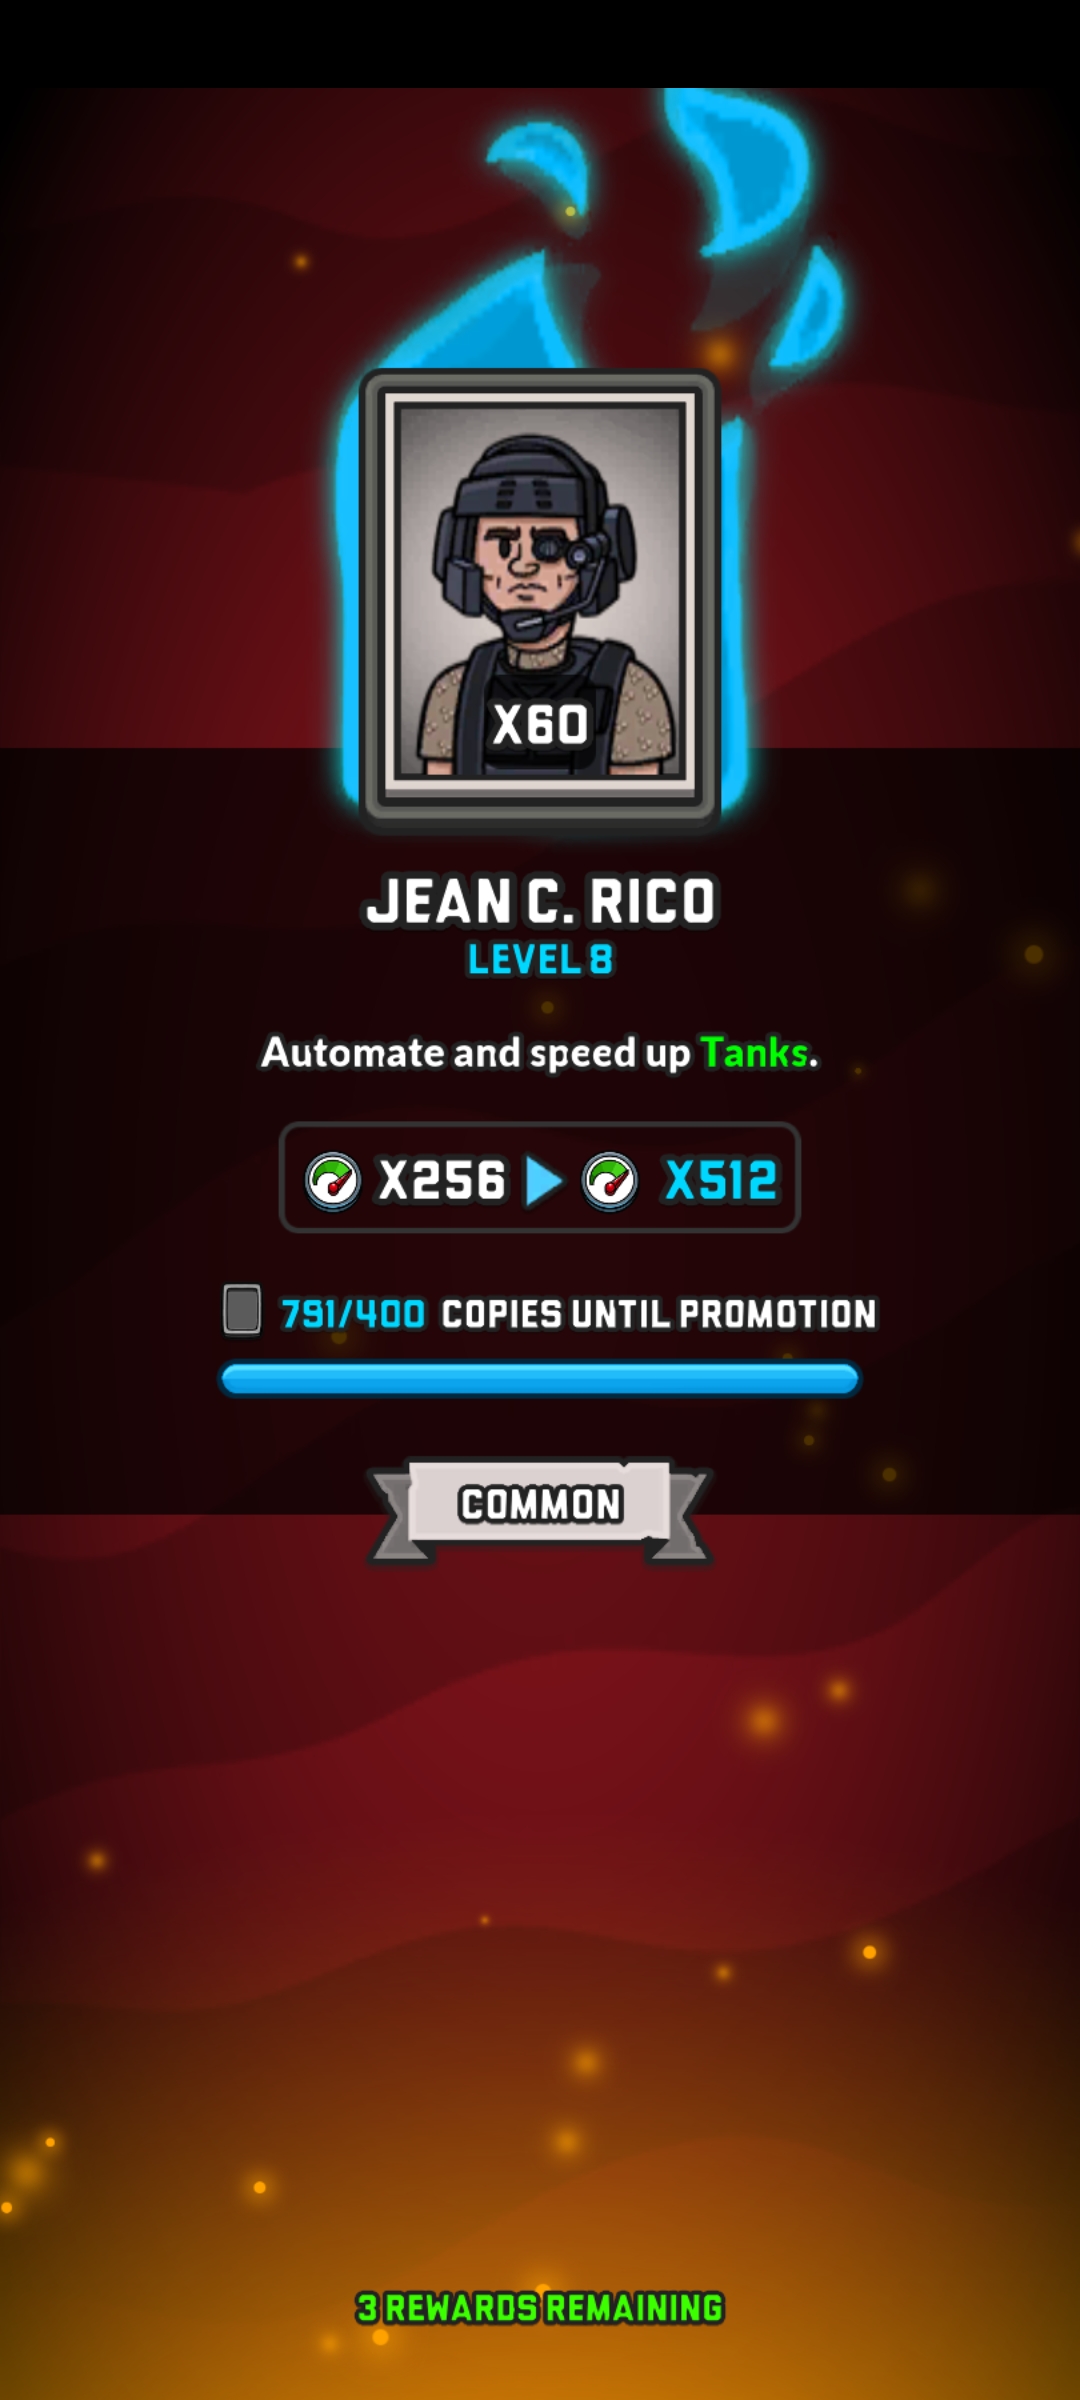 X60
JEAN C. RICO
LEVEL 8
Automate and speed up Tanks.
X256 X512
791/400 COPIES UNTIL PROMOTION
COMMON
3 REWARDS REMAINING